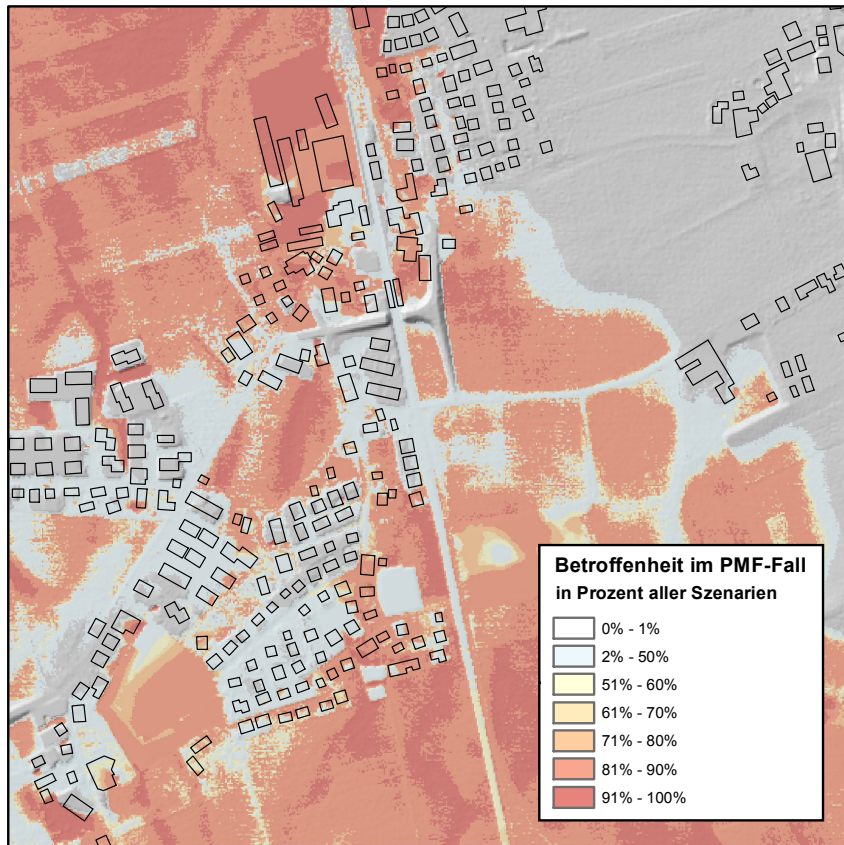 Betroffenheit im PMF-Fall
in Prozent aller Szenarien
0% - 1%
2% - 50%
51% - 60%
61% - 70%
71% - 80%
81% - 90%
91% - 100%